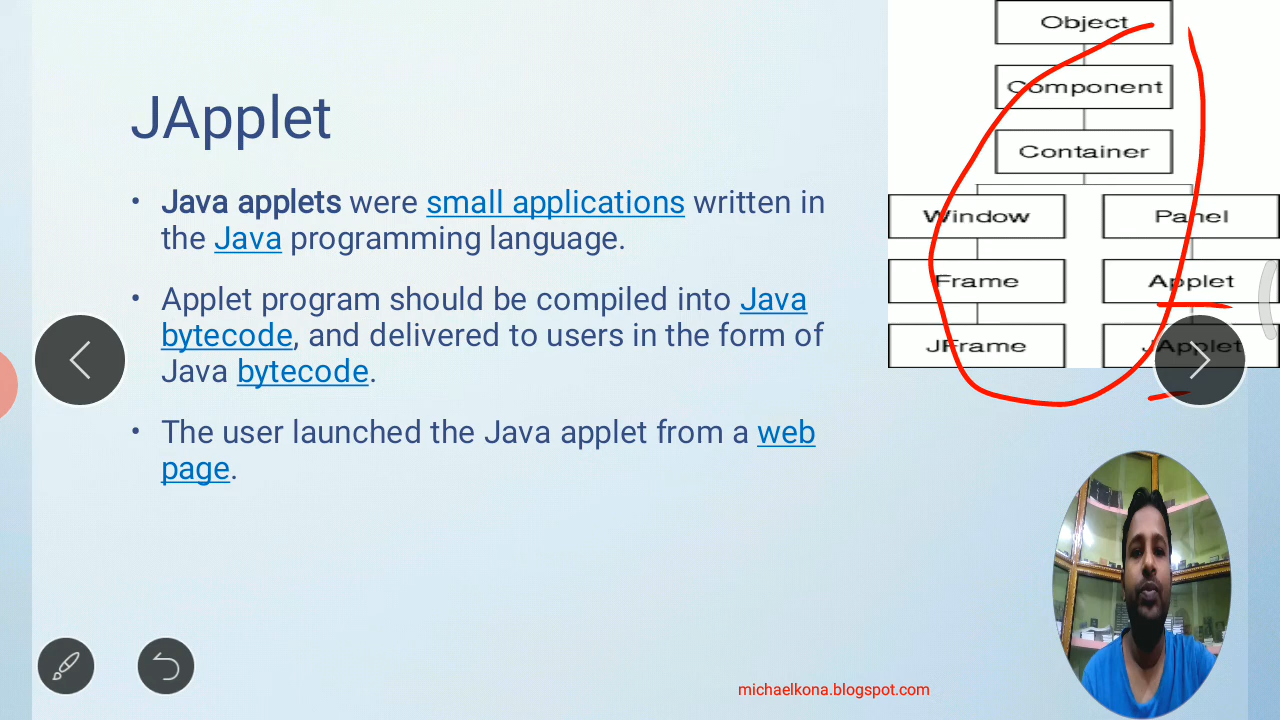 JApplet
• Java applets were small applications written in
the Java programming language.
• Applet program should be compiled into Java
bytecode, and delivered to users in the form of
Java bytecode.
• The user launched the Java applet from a web
page.
Object
Component
Container
Window Panel
Frame Applet
JFrame JApplet
michaelkona.blogspot.com